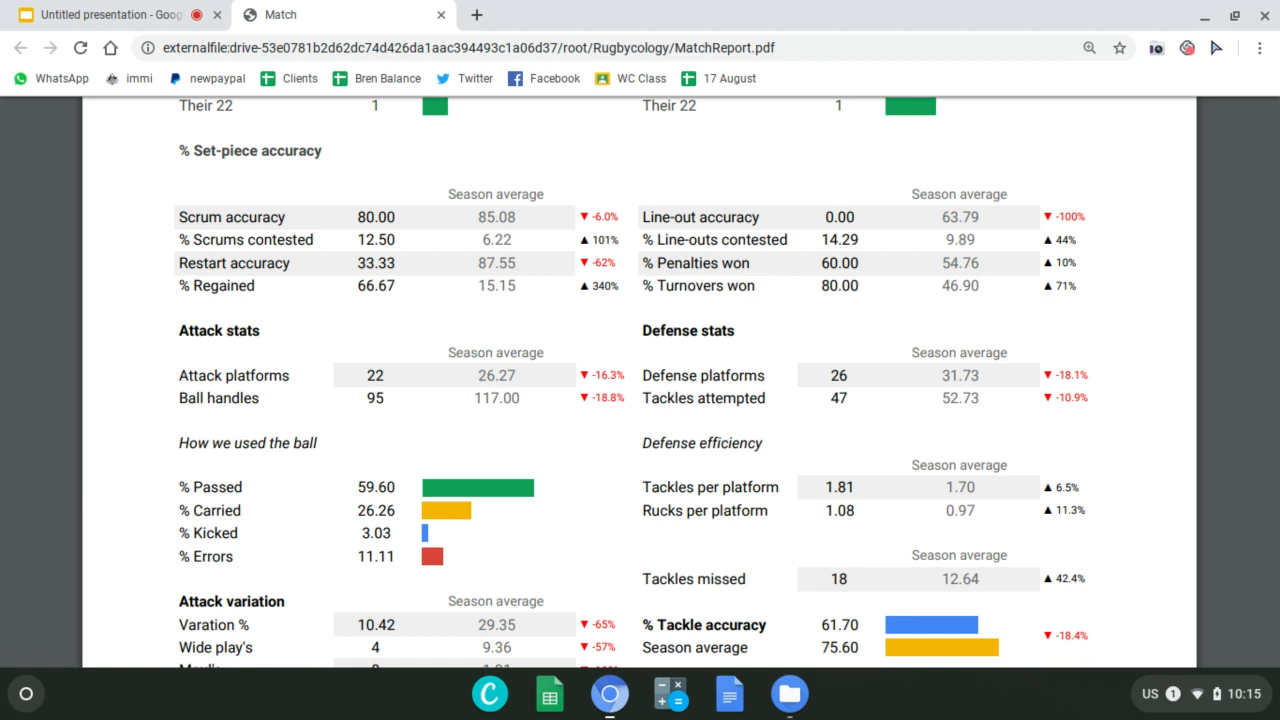 Untitled presentation - Goog
Match
externalfile:drive-53e0781b2d62dc74d426da1aac394493c1a06d37/root/Rugbycology/MatchReport.pdf
WhatsApp immi newpaypal Clients Bren Balance Twitter Facebook WC Class 17 August
Their 22 1 Their 22 1
% Set-piece accuracy
Season average Season average
Scrum accuracy 80.00 85.08 ▼ -6.0% Line-out accuracy 0.00 63.79 ▼ -100%
% Scrums contested 12.50 6.22 ▲ 101% % Line-outs contested 14.29 9.89 ▲ 44%
Restart accuracy 33.33 87.55 ▼ -62% % Penalties won 60.00 54.76 ▲ 10%
% Regained 66.67 15.15 ▲ 340% % Turnovers won 80.00 46.90 ▲ 71%
Attack stats Defense stats
Season average Season average
Attack platforms 22 26.27 ▼ -16.3% Defense platforms 26 31.73 ▼ -18.1%
Ball handles 95 117.00 ▼ -18.8% Tackles attempted 47 52.73 ▼ -10.9%
How we used the ball Defense efficiency
Season average
% Passed 59.60 Tackles per platform 1.81 1.70 ▲ 6.5%
% Carried 26.26 Rucks per platform 1.08 0.97 ▲ 11.3%
% Kicked 3.03
% Errors 11.11 Season average
Tackles missed 18 12.64 ▲ 42.4%
Attack variation Season average
Varation % 10.42 29.35 ▼ -65% % Tackle accuracy 61.70 ▼ -18.4%
Wide play's 4 9.36 ▼ -57% Season average 75.60
US 1 10:15